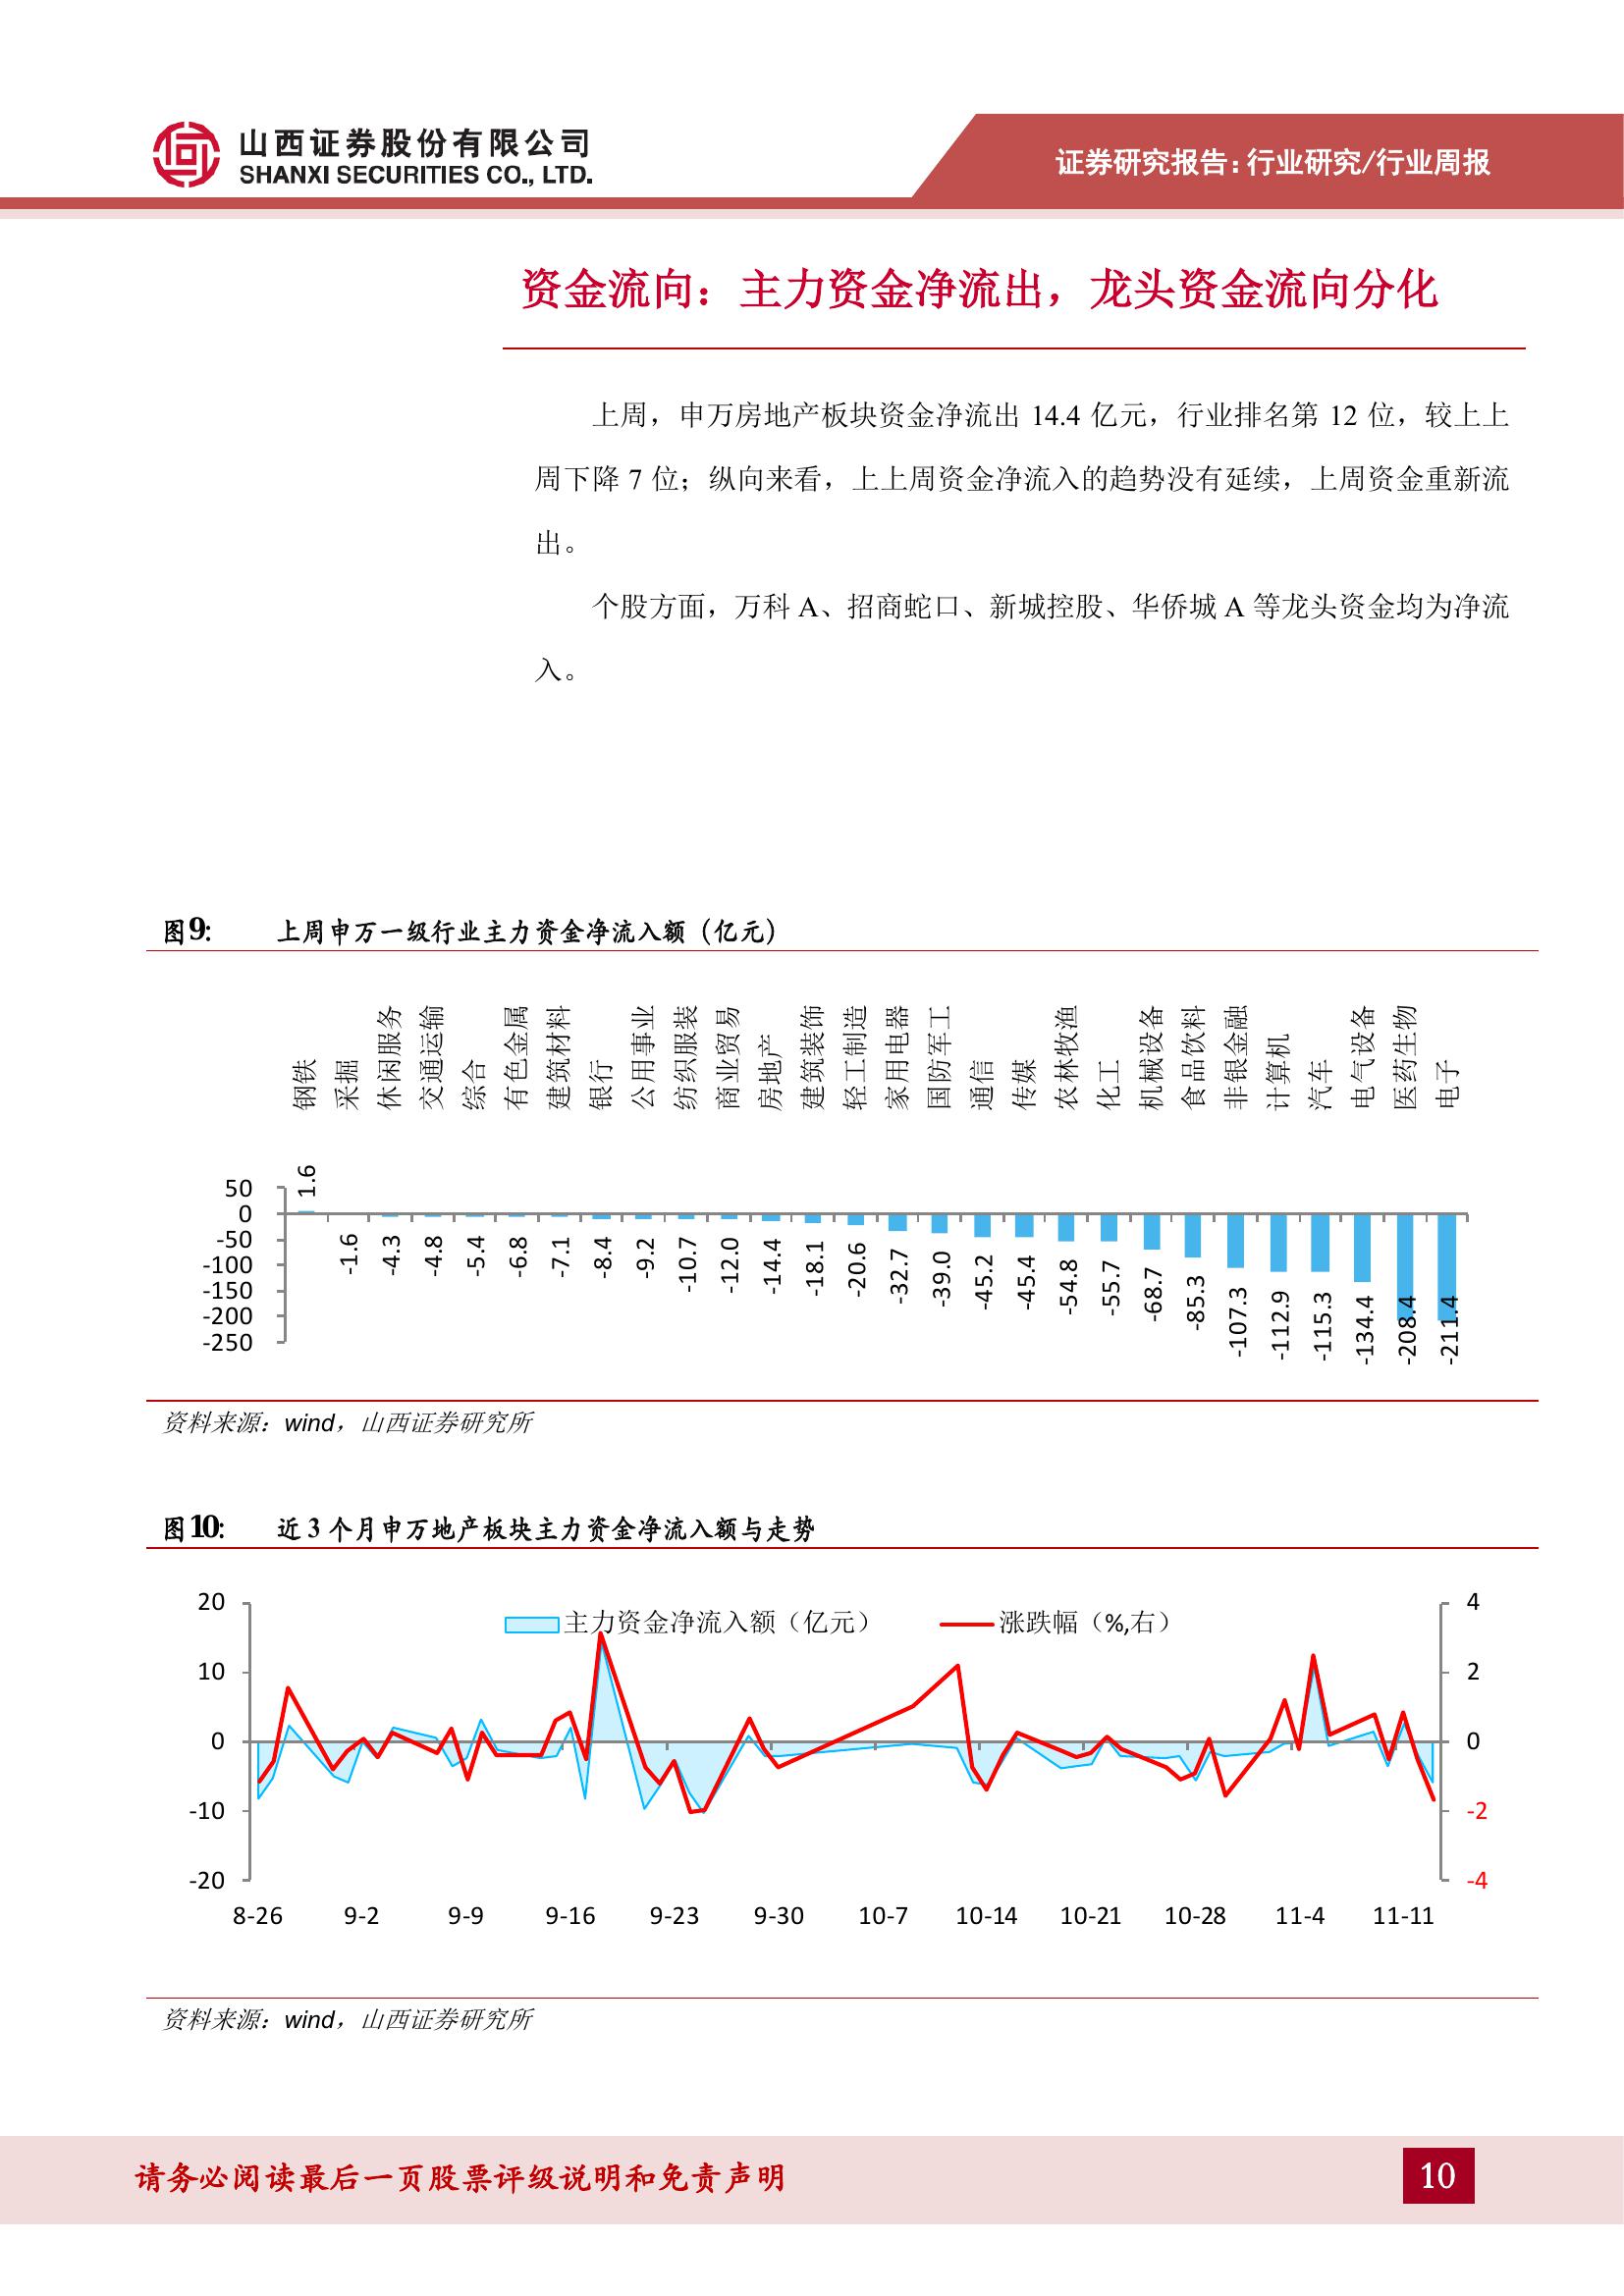 山西证券股份有限公司
SHANXI SECURITIES CO., LTD.
证券研究报告:行业研究/行业周报
资金流向：主力资金净流出，龙头资金流向分化
上周，申万房地产板块资金净流出 14.4 亿元，行业排名第 12 位，较上上
周下降 7 位；纵向来看，上上周资金净流入的趋势没有延续，上周资金重新流
出。
个股方面，万科 A、招商蛇口、新城控股、华侨城 A 等龙头资金均为净流
入。
图9: 上周申万一级行业主力资金净流入额（亿元）
钢铁 采掘 休闲服务 交通运输 综合 有色金属 建筑材料 银行 公用事业 纺织服装 商业贸易 房地产 建筑装饰 轻工制造 家用电器 国防军工 通信 传媒 农林牧渔 化工 机械设备 食品饮料 非银金融 计算机 汽车 电气设备 医药生物 电子
50
0
-50
-100
-150
-200
-250
1.6 -1.6 -4.3 -4.8 -5.4 -6.8 -7.1 -8.4 -9.2 -10.7 -12.0 -14.4 -18.1 -20.6 -32.7 -39.0 -45.2 -45.4 -54.8 -55.7 -68.7 -85.3 -107.3 -112.9 -115.3 -134.4 -208.4 -211.4
资料来源：wind，山西证券研究所
图10: 近 3 个月申万地产板块主力资金净流入额与走势
主力资金净流入额（亿元） 涨跌幅（%,右）
20
10
0
-10
-20
4
2
0
-2
-4
8-26 9-2 9-9 9-16 9-23 9-30 10-7 10-14 10-21 10-28 11-4 11-11
资料来源：wind，山西证券研究所
请务必阅读最后一页股票评级说明和免责声明
10